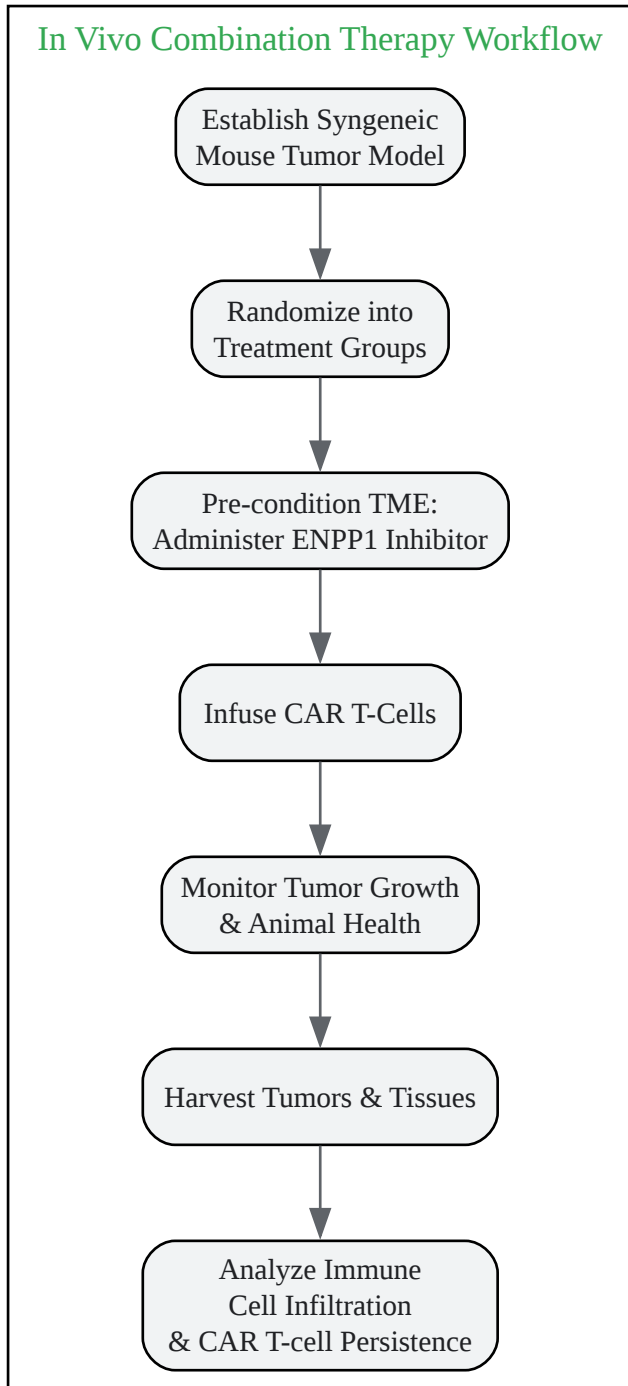 In Vivo Combination Therapy Workflow
Establish Syngeneic
Mouse Tumor Model
Randomize into
Treatment Groups
Pre-condition TME:
Administer ENPP1 Inhibitor
Infuse CAR T-Cells
Monitor Tumor Growth
& Animal Health
Harvest Tumors & Tissues
Analyze Immune
Cell Infiltration
& CAR T-cell Persistence